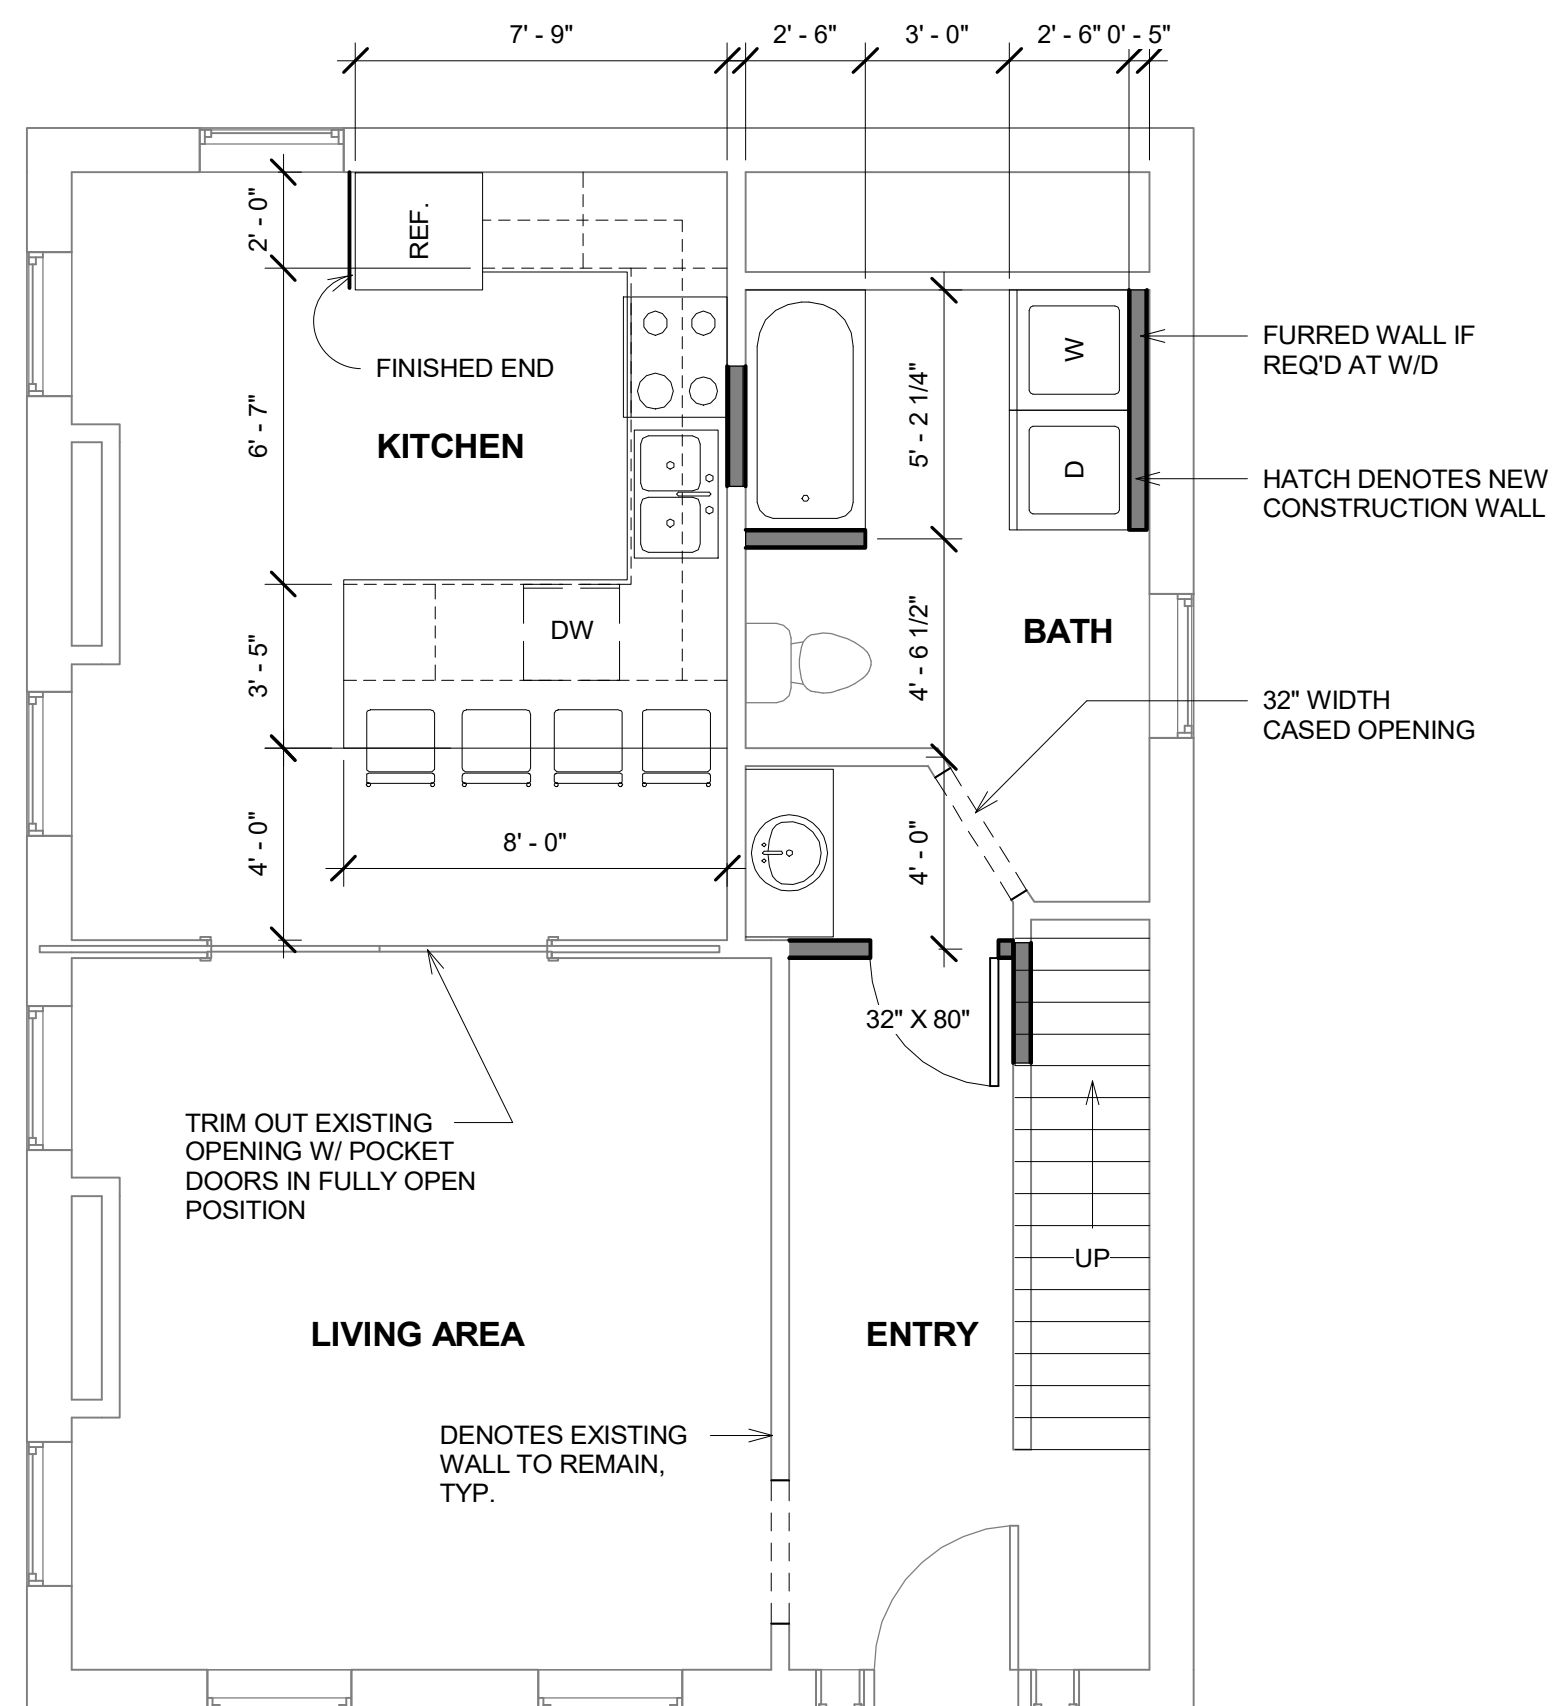 7' - 9"
2' - 6"
3' - 0"
2' - 6"
0' - 5"
2' - 0"
REF.
FINISHED END
KITCHEN
6' - 7"
5' - 2 1/4"
W
D
FURRED WALL IF
REQ'D AT W/D
HATCH DENOTES NEW
CONSTRUCTION WALL
3' - 5"
DW
4' - 6 1/2"
BATH
32" WIDTH
CASED OPENING
4' - 0"
8' - 0"
4' - 0"
32" X 80"
TRIM OUT EXISTING
OPENING W/ POCKET
DOORS IN FULLY OPEN
POSITION
UP
LIVING AREA
ENTRY
DENOTES EXISTING
WALL TO REMAIN,
TYP.